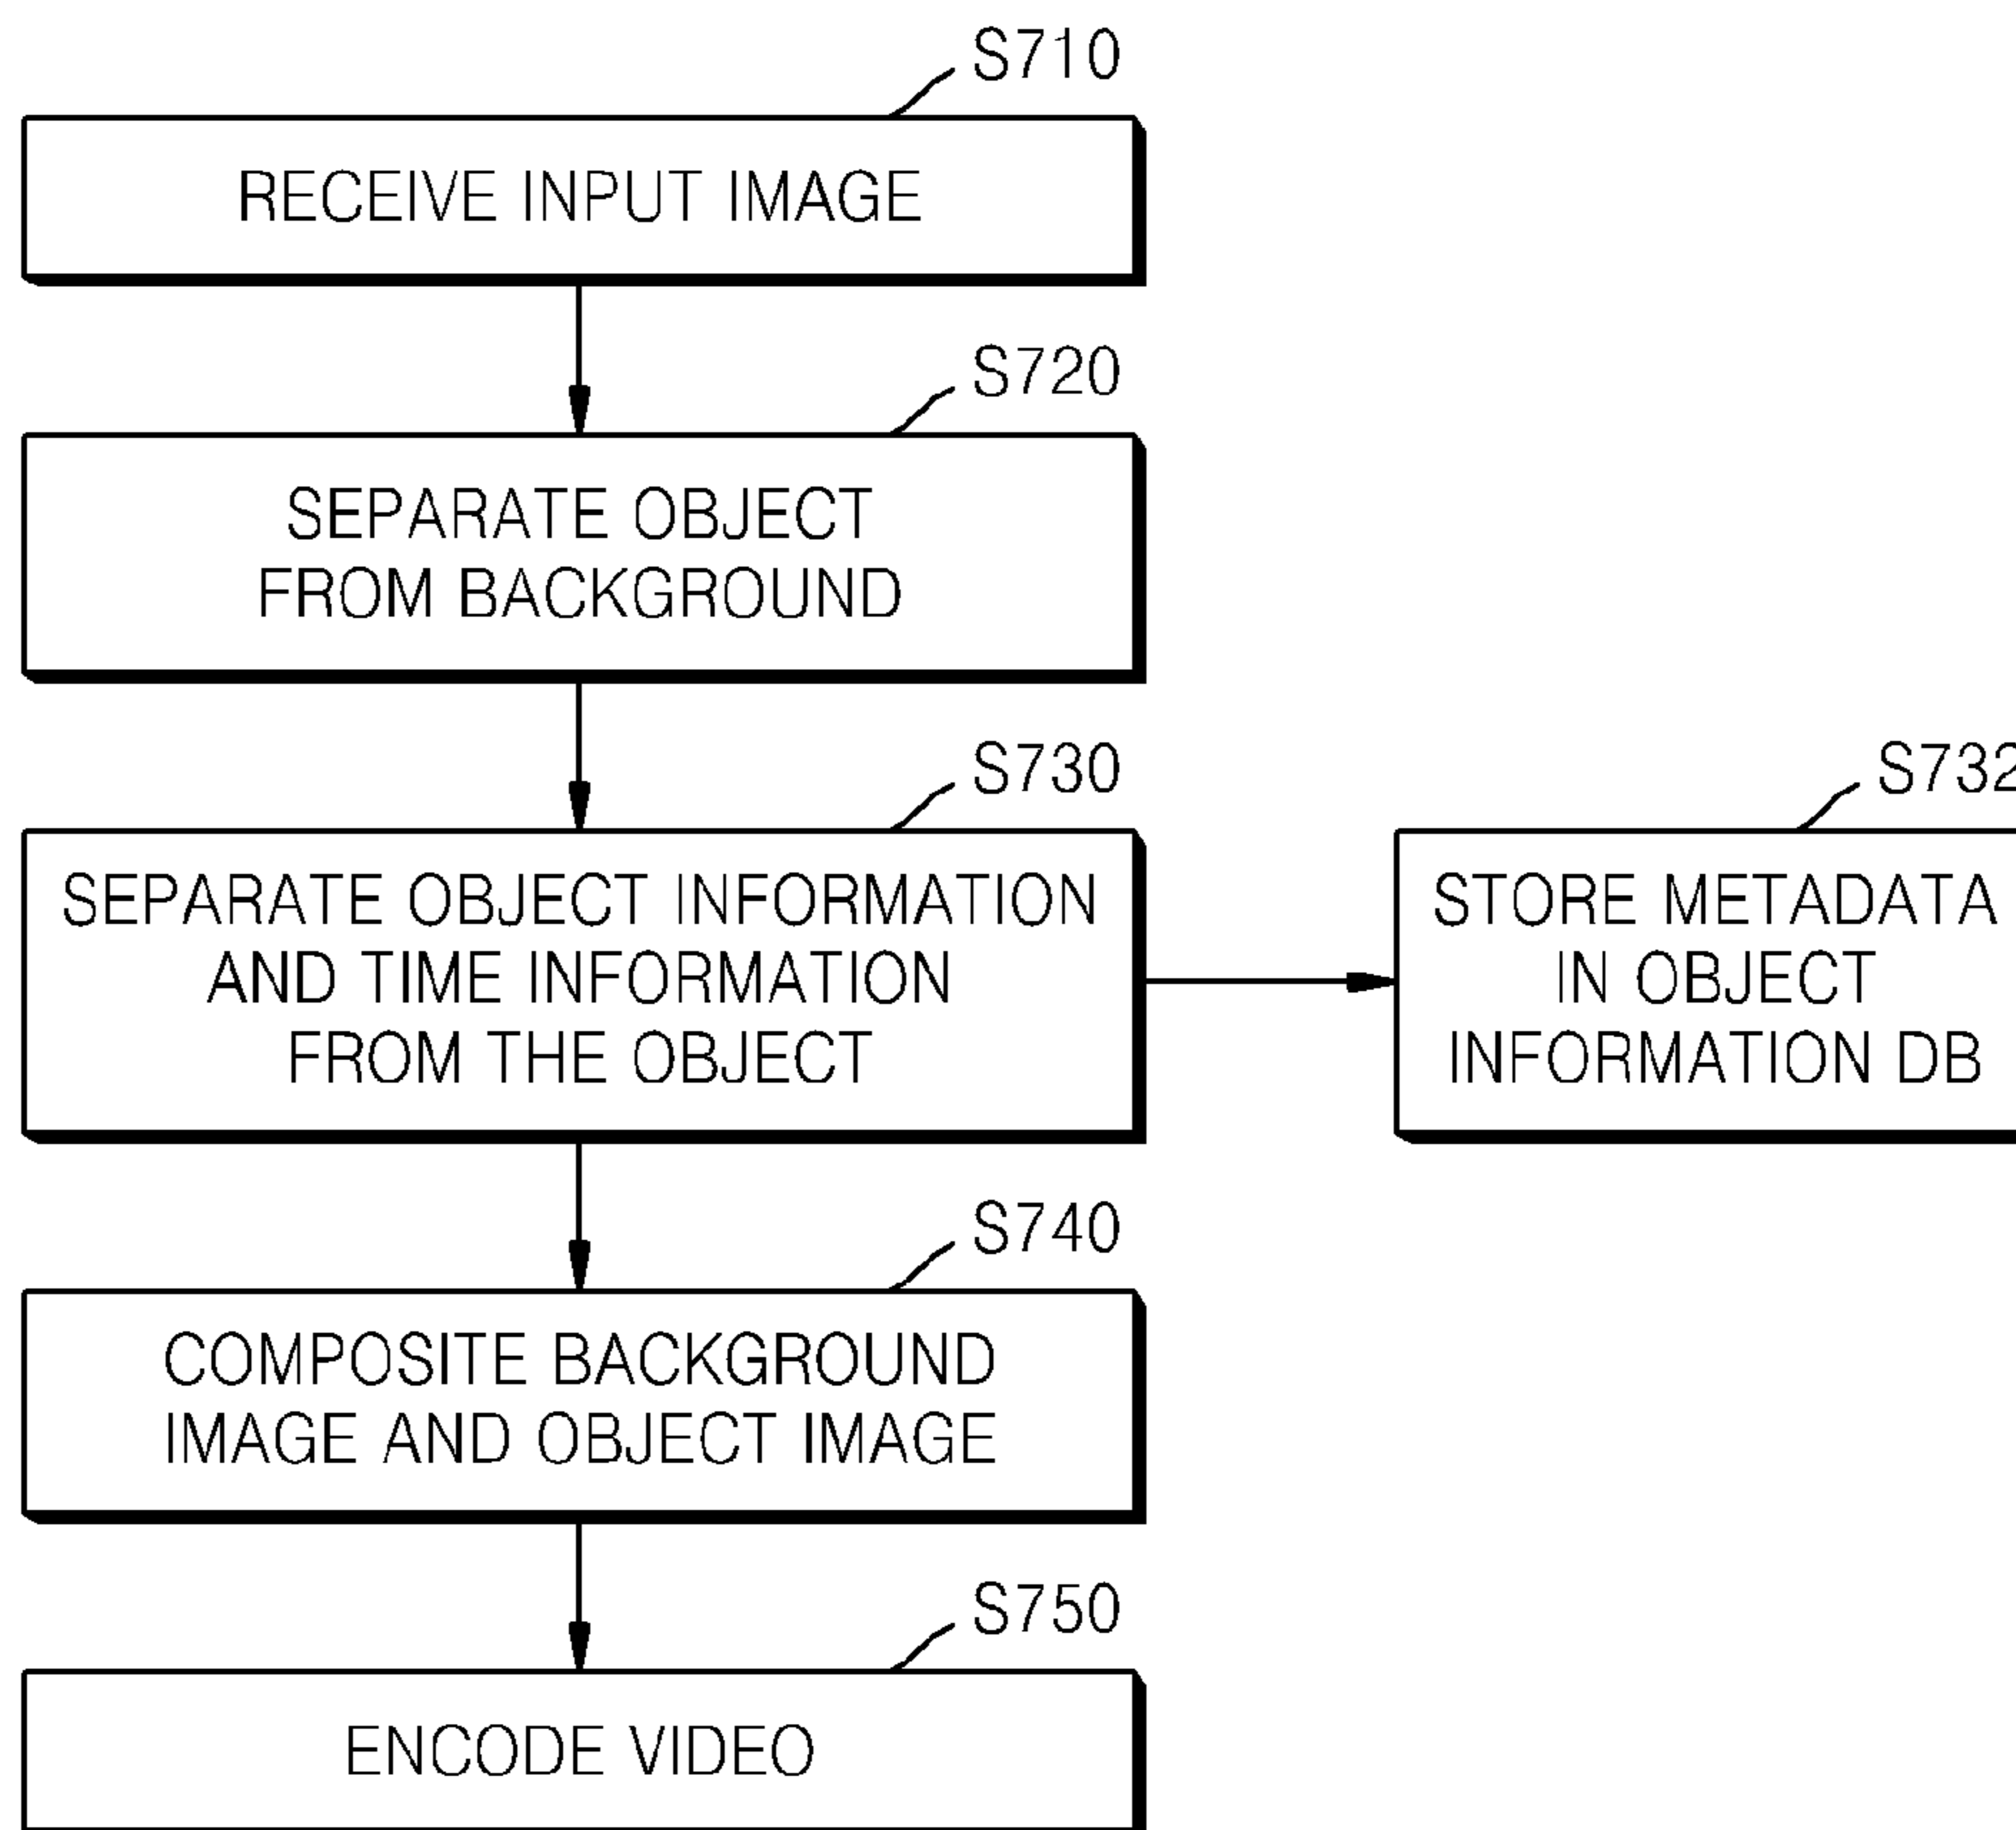 S710
RECEIVE INPUT IMAGE
S720
SEPARATE OBJECT
FROM BACKGROUND
S730
SEPARATE OBJECT INFORMATION
AND TIME INFORMATION
FROM THE OBJECT
S732
STORE METADATA
IN OBJECT
INFORMATION DB
S740
COMPOSITE BACKGROUND
IMAGE AND OBJECT IMAGE
S750
ENCODE VIDEO